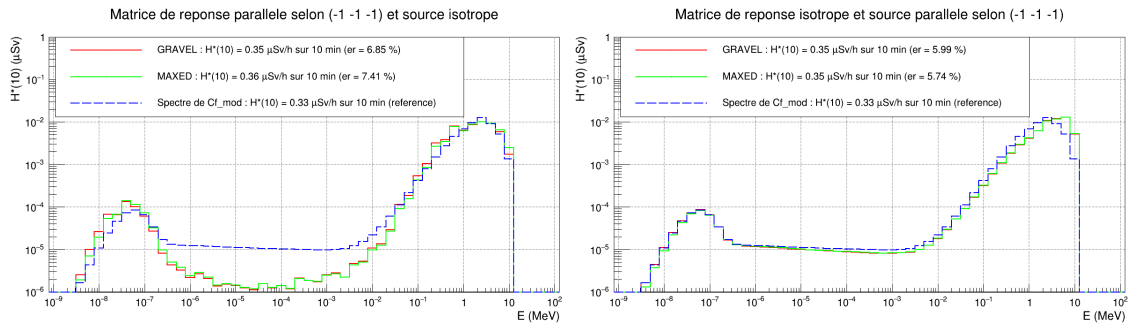 Matrice de reponse parallele selon (-1 -1 -1) et source isotrope
H*(10) (µSv)
1
10⁻¹
10⁻²
10⁻³
10⁻⁴
10⁻⁵
10⁻⁶
GRAVEL : H*(10) = 0.35 µSv/h sur 10 min (er = 6.85 %)
MAXED : H*(10) = 0.36 µSv/h sur 10 min (er = 7.41 %)
Spectre de Cf_mod : H*(10) = 0.33 µSv/h sur 10 min (reference)
10⁻⁹ 10⁻⁸ 10⁻⁷ 10⁻⁶ 10⁻⁵ 10⁻⁴ 10⁻³ 10⁻² 10⁻¹ 1 10 10²
E (MeV)
Matrice de reponse isotrope et source parallele selon (-1 -1 -1)
H*(10) (µSv)
1
10⁻¹
10⁻²
10⁻³
10⁻⁴
10⁻⁵
10⁻⁶
GRAVEL : H*(10) = 0.35 µSv/h sur 10 min (er = 5.99 %)
MAXED : H*(10) = 0.35 µSv/h sur 10 min (er = 5.74 %)
Spectre de Cf_mod : H*(10) = 0.33 µSv/h sur 10 min (reference)
10⁻⁹ 10⁻⁸ 10⁻⁷ 10⁻⁶ 10⁻⁵ 10⁻⁴ 10⁻³ 10⁻² 10⁻¹ 1 10 10²
E (MeV)